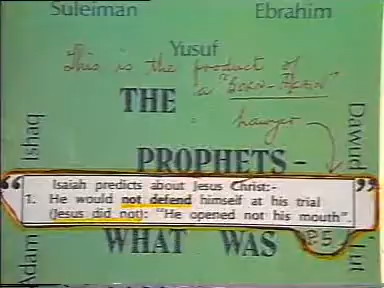 Suleiman
Ebrahim
Yusuf
This is the product of
a "BORN-AGAIN"
lawyer
THE
Ishaq
Dawud
PROPHETS-
Isaiah predicts about Jesus Christ:-
1. He would not defend himself at his trial
(Jesus did not): "He opened not his mouth".
P5
Adam
WHAT WAS
Lut